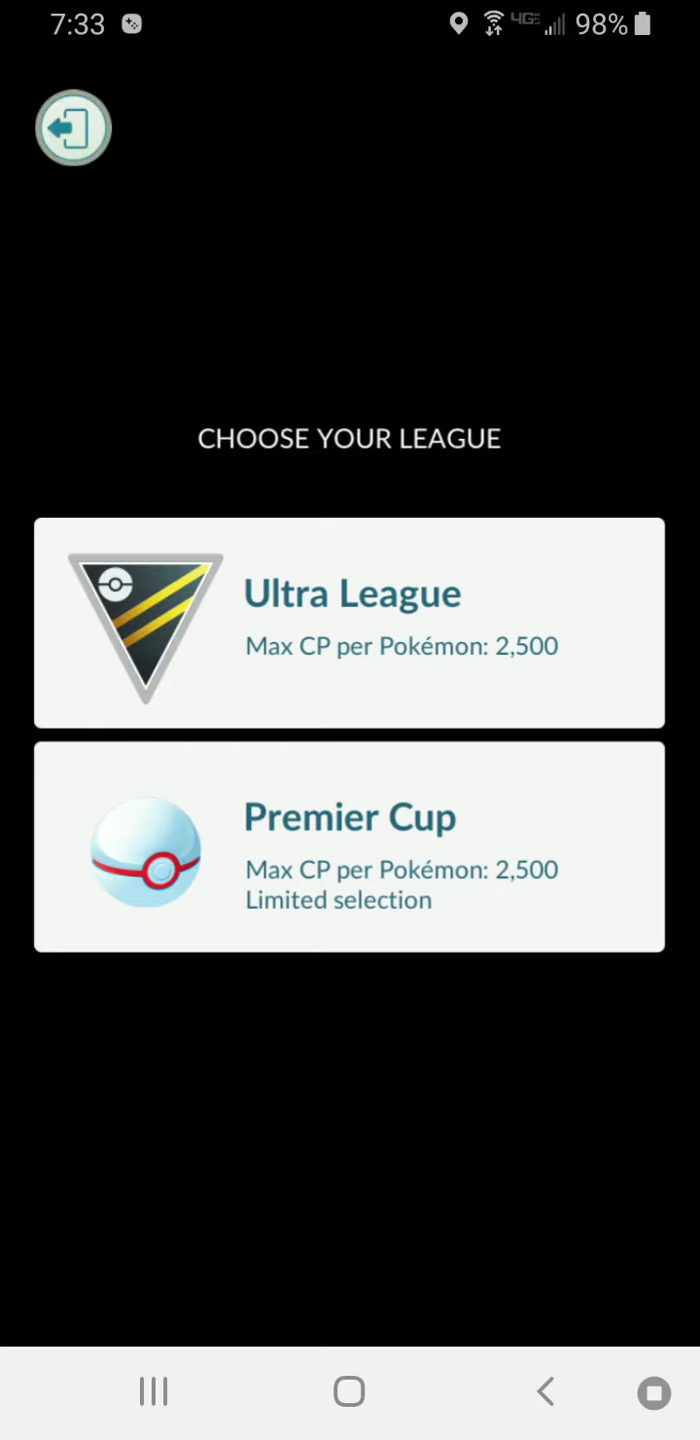 7:33 4GE 98%
CHOOSE YOUR LEAGUE
Ultra League
Max CP per Pokémon: 2,500
Premier Cup
Max CP per Pokémon: 2,500
Limited selection